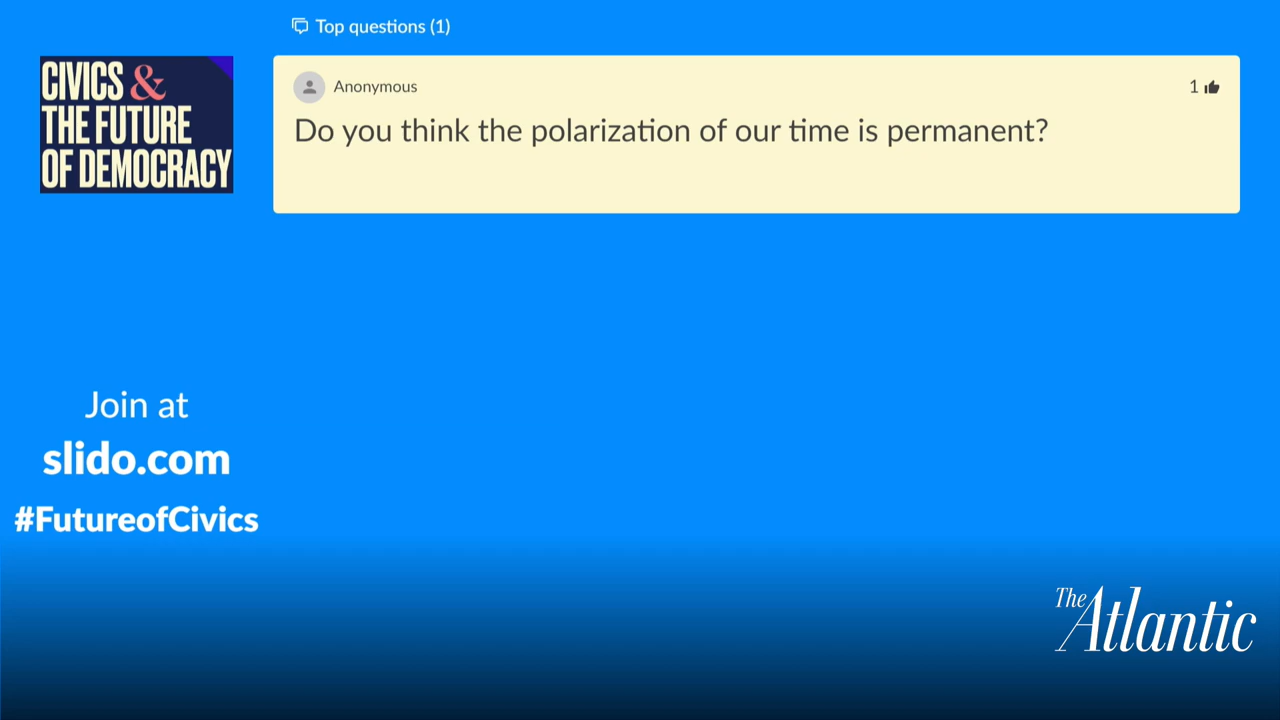 Top questions (1)
CIVICS &
THE FUTURE
OF DEMOCRACY
Anonymous
1
Do you think the polarization of our time is permanent?
Join at
slido.com
#FutureofCivics
The Atlantic